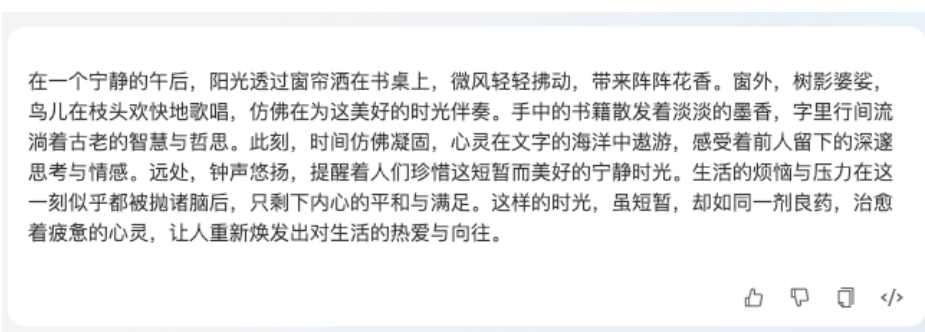 在一个宁静的午后，阳光透过窗帘洒在书桌上，微风轻轻拂动，带来阵阵花香。窗外，树影婆娑，
鸟儿在枝头欢快地歌唱，仿佛在为这美好的时光伴奏。手中的书籍散发着淡淡的墨香，字里行间流
淌着古老的智慧与哲思。此刻，时间仿佛凝固，心灵在文字的海洋中遨游，感受着前人留下的深邃
思考与情感。远处，钟声悠扬，提醒着人们珍惜这短暂而美好的宁静时光。生活的烦恼与压力在这
一刻似乎都被抛诸脑后，只剩下内心的平和与满足。这样的时光，虽短暂，却如同一剂良药，治愈
着疲惫的心灵，让人重新焕发出对生活的热爱与向往。